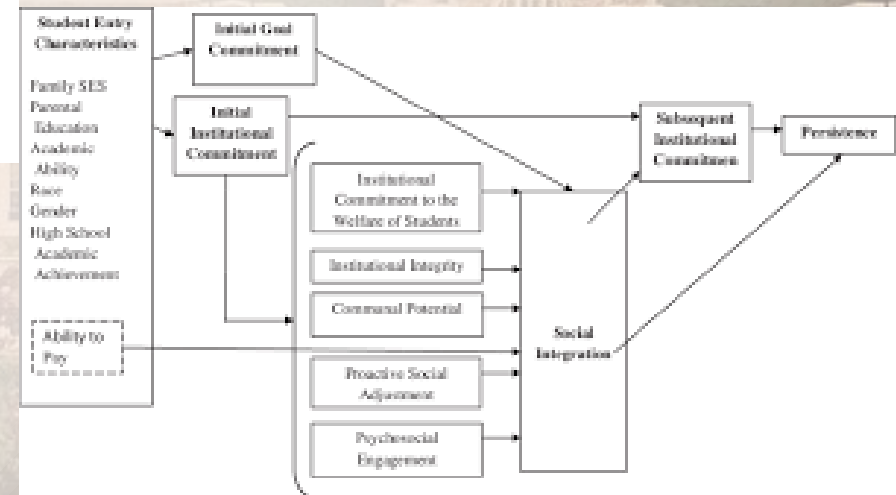 Student Entry
Characteristics
Family SES
Parental
Education
Academic
Ability
Race
Gender
High School
Academic
Achievement
Ability to
Pay
Initial Goal
Commitment
Initial
Institutional
Commitment
Institutional
Commitment to the
Welfare of Students
Institutional Integrity
Communal Potential
Proactive Social
Adjustment
Psychosocial
Engagement
Social
Integration
Subsequent
Institutional
Commitmen
Persistence